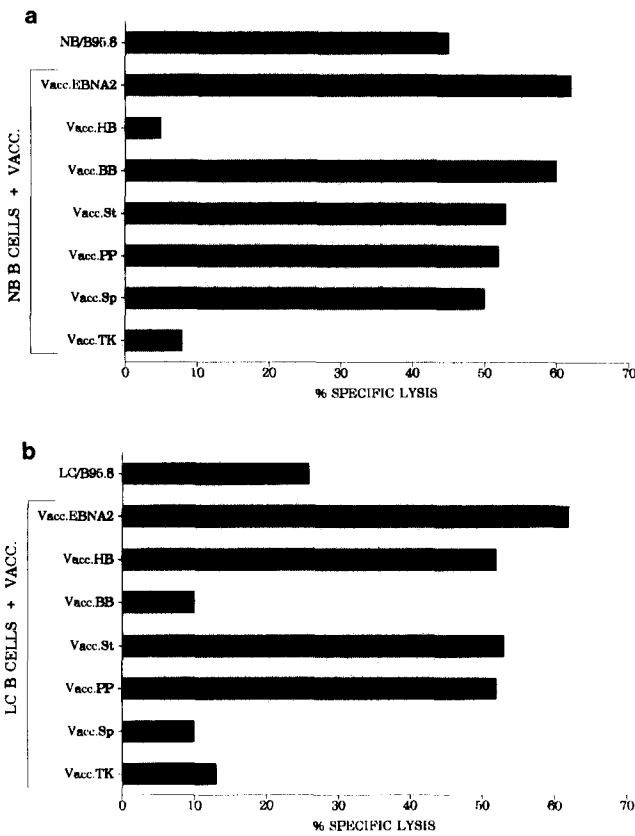 a
NB/B95.8
Vacc.EBNA2
Vacc.HB
Vacc.BB
Vacc.St
Vacc.PP
Vacc.Sp
Vacc.TK
NB B CELLS + VACC.
0 10 20 30 40 50 60 70
% SPECIFIC LYSIS
b
LC/B95.8
Vacc.EBNA2
Vacc.HB
Vacc.BB
Vacc.St
Vacc.PP
Vacc.Sp
Vacc.TK
LC B CELLS + VACC.
0 10 20 30 40 50 60 70
% SPECIFIC LYSIS